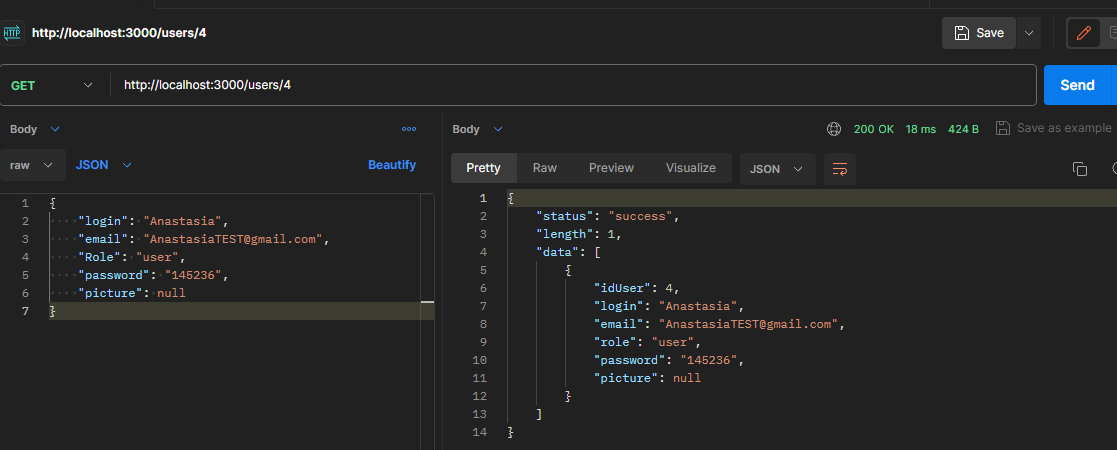 HTTP http://localhost:3000/users/4 Save
GET http://localhost:3000/users/4 Send
Body
raw JSON Beautify
1 {
2 "login": "Anastasia",
3 "email": "AnastasiaTEST@gmail.com",
4 "Role": "user",
5 "password": "145236",
6 "picture": null
7 }
Body 200 OK 18 ms 424 B Save as example
Pretty Raw Preview Visualize JSON
1 {
2 "status": "success",
3 "length": 1,
4 "data": [
5 {
6 "idUser": 4,
7 "login": "Anastasia",
8 "email": "AnastasiaTEST@gmail.com",
9 "role": "user",
10 "password": "145236",
11 "picture": null
12 }
13 ]
14 }